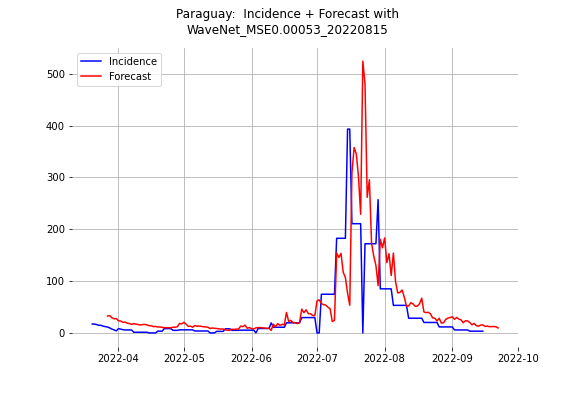 Paraguay:  Incidence + Forecast with
WaveNet_MSE0.00053_20220815
Incidence
Forecast
500
400
300
200
100
0
2022-04 2022-05 2022-06 2022-07 2022-08 2022-09 2022-10